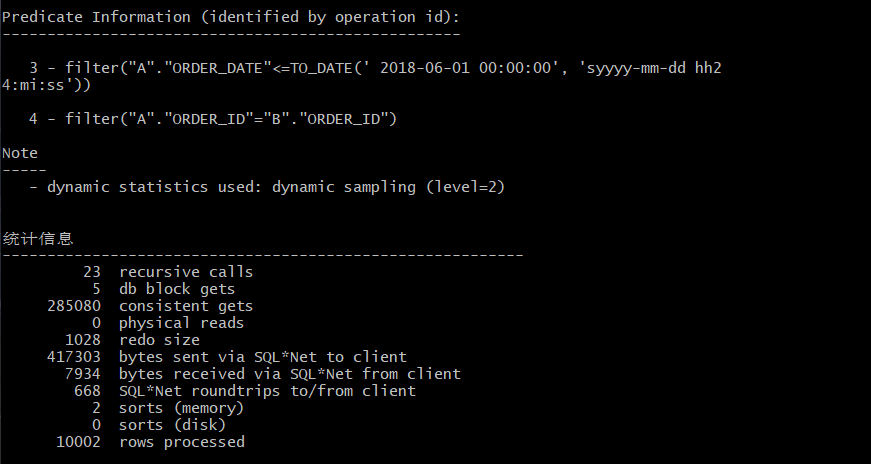 Predicate Information (identified by operation id):
---------------------------------------------------
   3 - filter("A"."ORDER_DATE"<=TO_DATE(' 2018-06-01 00:00:00', 'syyyy-mm-dd hh2
4:mi:ss'))
   4 - filter("A"."ORDER_ID"="B"."ORDER_ID")
Note
-----
   - dynamic statistics used: dynamic sampling (level=2)
统计信息
----------------------------------------------------------
         23  recursive calls
          5  db block gets
     285080  consistent gets
          0  physical reads
       1028  redo size
     417303  bytes sent via SQL*Net to client
       7934  bytes received via SQL*Net from client
        668  SQL*Net roundtrips to/from client
          2  sorts (memory)
          0  sorts (disk)
      10002  rows processed